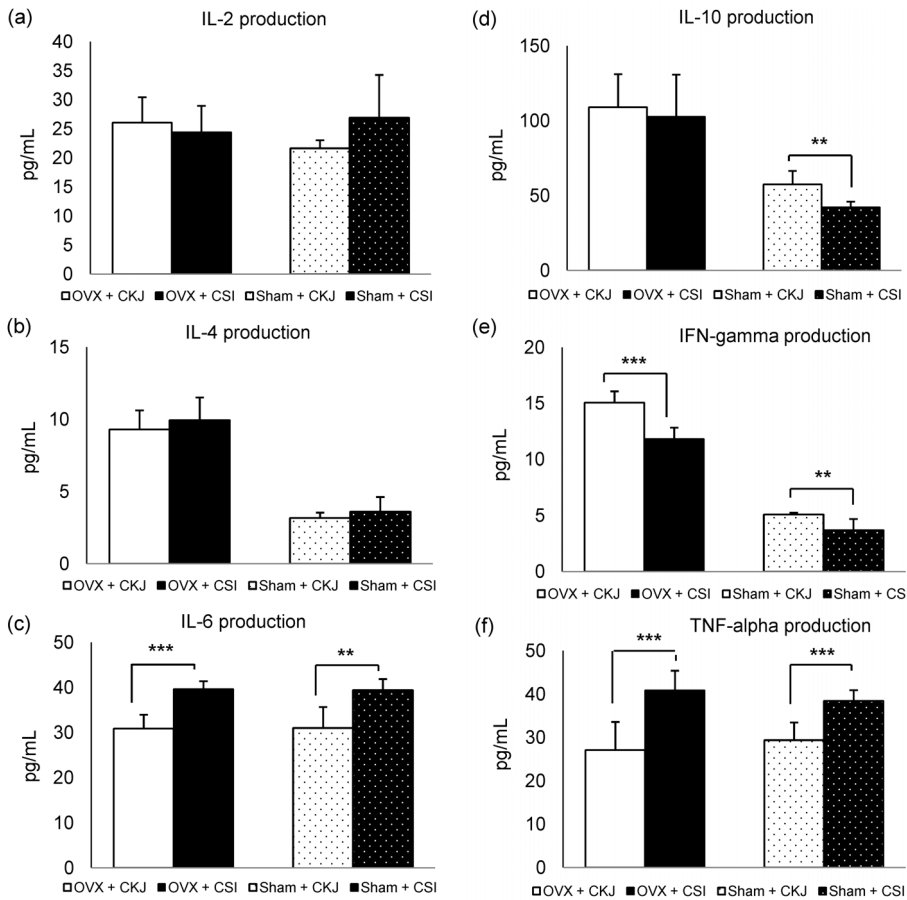 (a) IL-2 production
40
35
30
25
20
15
10
5
0
pg/mL
OVX + CKJ OVX + CSI Sham + CKJ Sham + CSI
(b) IL-4 production
15
10
5
0
pg/mL
OVX + CKJ OVX + CSI Sham + CKJ Sham + CSI
(c) IL-6 production
50
40
30
20
10
0
pg/mL
*** **
OVX + CKJ OVX + CSI Sham + CKJ Sham + CSI
(d) IL-10 production
150
100
50
0
pg/mL
**
OVX + CKJ OVX + CSI Sham + CKJ Sham + CSI
(e) IFN-gamma production
20
15
10
5
0
pg/mL
***
**
OVX + CKJ OVX + CSI Sham + CKJ Sham + CS
(f) TNF-alpha production
50
40
30
20
10
0
pg/mL
*** ***
OVX + CKJ OVX + CSI Sham + CKJ Sham + CSI